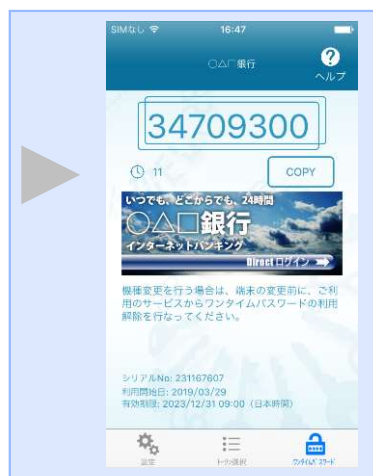 SIMなし 16:47
○△□銀行
?
ヘルプ
34709300
11
COPY
いつでも、どこからでも、24時間
○△□銀行
インターネットバンキング
Direct ログイン
機種変更を行う場合は、端末の変更前に、ご利
用のサービスからワンタイムパスワードの利用
解除を行なってください。
シリアルNo: 231167607
利用開始日: 2019/03/29
有効期限: 2023/12/31 09:00（日本時間）
設定 トークン選択 ワンタイムパスワード